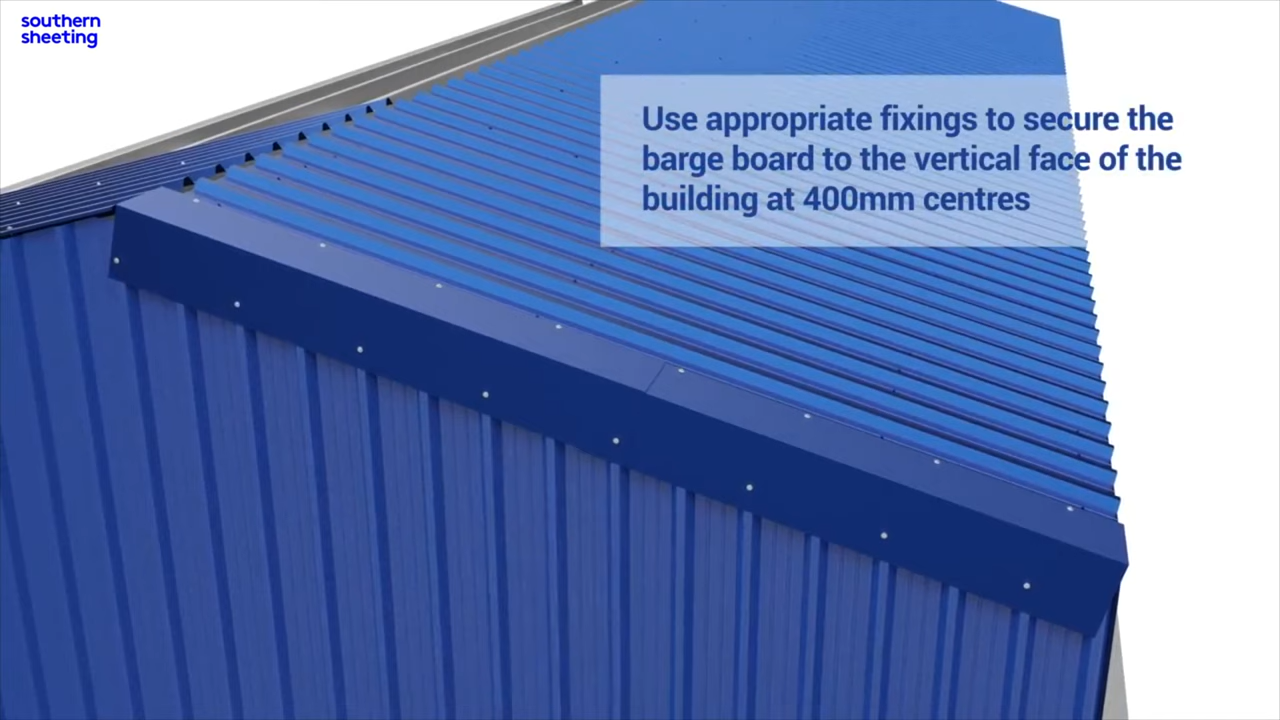 southern
sheeting
Use appropriate fixings to secure the
barge board to the vertical face of the
building at 400mm centres